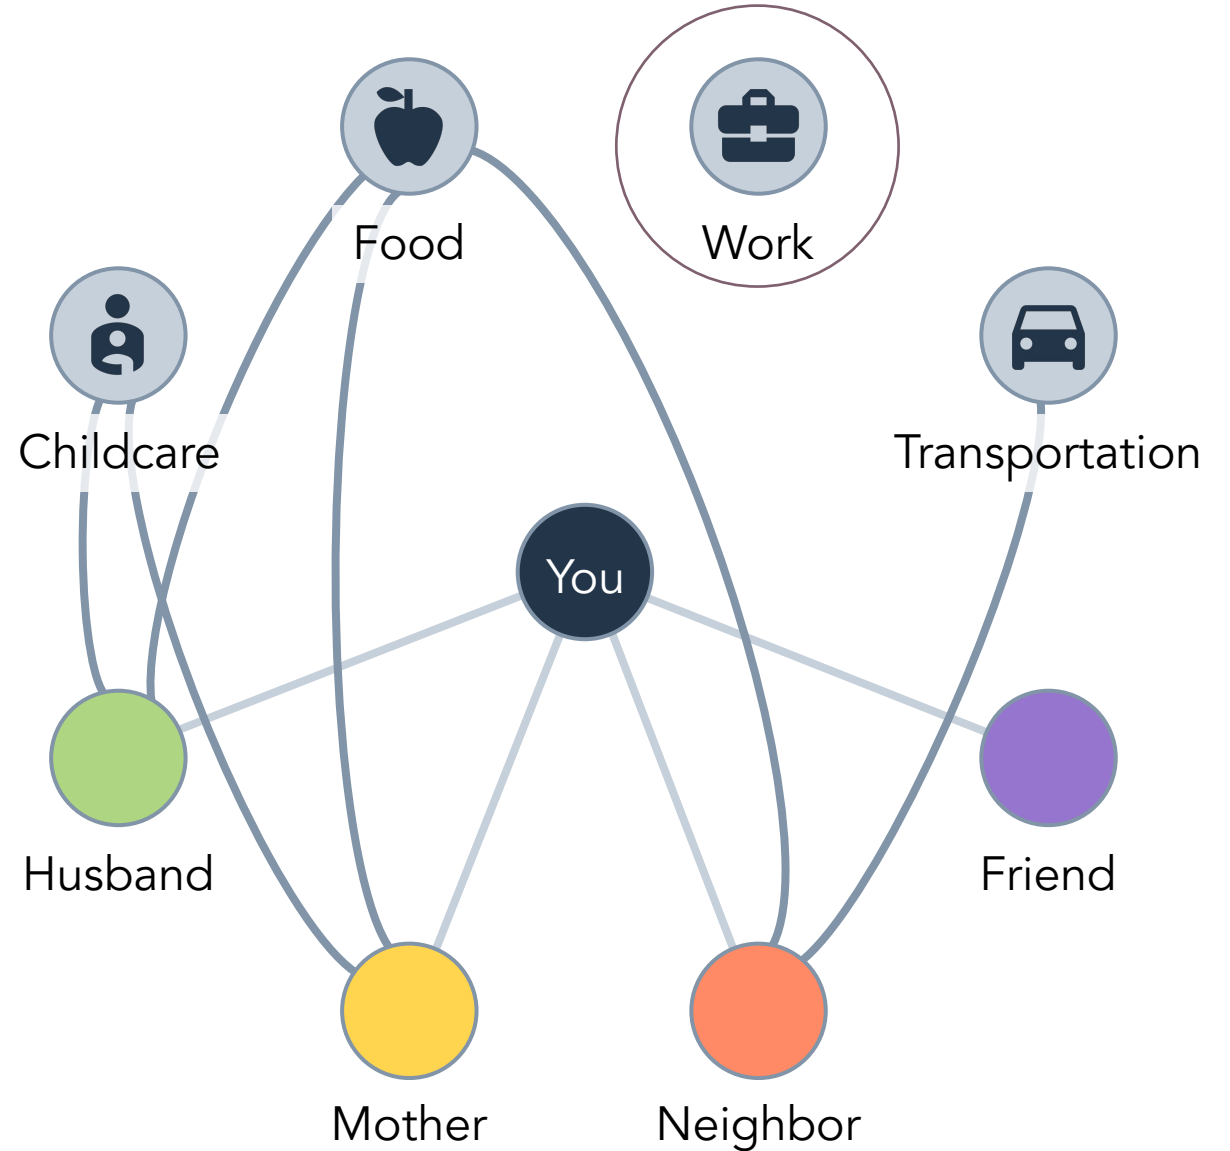 Food
Work
Childcare
Transportation
You
Husband
Friend
Mother
Neighbor